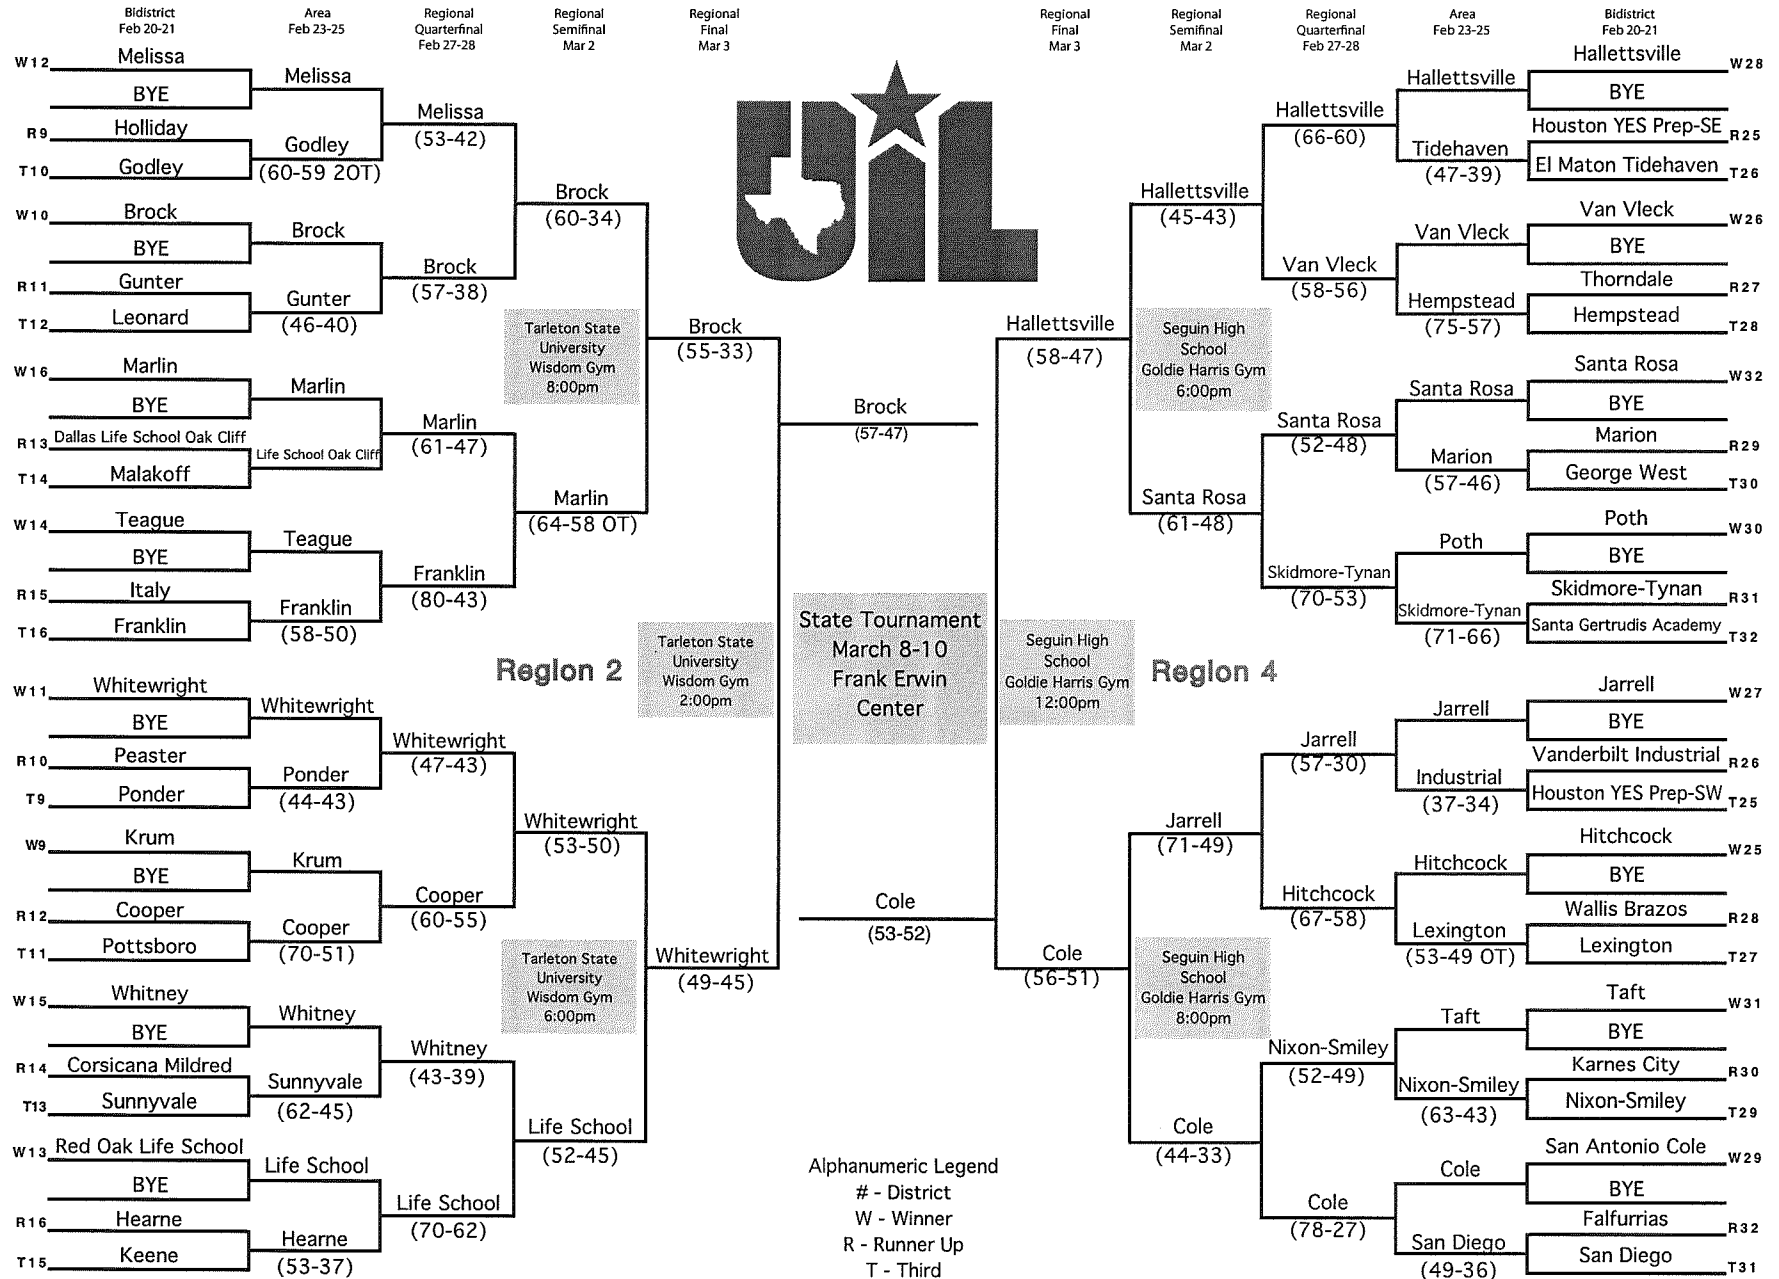 Bidistrict
Feb 20-21
Area
Feb 23-25
Regional
Quarterfinal
Feb 27-28
Regional
Semifinal
Mar 2
Regional
Final
Mar 3
Regional
Final
Mar 3
Regional
Semifinal
Mar 2
Regional
Quarterfinal
Feb 27-28
Area
Feb 23-25
Bidistrict
Feb 20-21
UIL
W12 Melissa
BYE
R9 Holliday
T10 Godley
W10 Brock
BYE
R11 Gunter
T12 Leonard
W16 Marlin
BYE
R13 Dallas Life School Oak Cliff
T14 Malakoff
W14 Teague
BYE
R15 Italy
T16 Franklin
W11 Whitewright
BYE
R10 Peaster
T9 Ponder
W9 Krum
BYE
R12 Cooper
T11 Pottsboro
W15 Whitney
BYE
R14 Corsicana Mildred
T13 Sunnyvale
W13 Red Oak Life School
BYE
R16 Hearne
T15 Keene
Melissa
Godley
(60-59 2OT)
Brock
Gunter
(46-40)
Marlin
Life School Oak Cliff
Teague
Franklin
(58-50)
Whitewright
Ponder
(44-43)
Krum
Cooper
(70-51)
Whitney
Sunnyvale
(62-45)
Life School
Hearne
(53-37)
Melissa
(53-42)
Brock
(57-38)
Marlin
(61-47)
Franklin
(80-43)
Whitewright
(47-43)
Cooper
(60-55)
Whitney
(43-39)
Life School
(70-62)
Brock
(60-34)
Tarleton State
University
Wisdom Gym
8:00pm
Marlin
(64-58 OT)
Region 2
Whitewright
(53-50)
Tarleton State
University
Wisdom Gym
6:00pm
Life School
(52-45)
Brock
(55-33)
Tarleton State
University
Wisdom Gym
2:00pm
Whitewright
(49-45)
Brock
(57-47)
State Tournament
March 8-10
Frank Erwin
Center
Cole
(53-52)
Alphanumeric Legend
# - District
W - Winner
R - Runner Up
T - Third
Hallettsville
(58-47)
Seguin High
School
Goldie Harris Gym
12:00pm
Cole
(56-51)
Hallettsville
(45-43)
Seguin High
School
Goldie Harris Gym
6:00pm
Santa Rosa
(61-48)
Region 4
Jarrell
(71-49)
Seguin High
School
Goldie Harris Gym
8:00pm
Cole
(44-33)
Hallettsville
(66-60)
Van Vleck
(58-56)
Santa Rosa
(52-48)
Skidmore-Tynan
(70-53)
Jarrell
(57-30)
Hitchcock
(67-58)
Nixon-Smiley
(52-49)
Cole
(78-27)
Hallettsville
Tidehaven
(47-39)
Van Vleck
Hempstead
(75-57)
Santa Rosa
Marion
(57-46)
Poth
Skidmore-Tynan
(71-66)
Jarrell
Industrial
(37-34)
Hitchcock
Lexington
(53-49 OT)
Taft
Nixon-Smiley
(63-43)
Cole
San Diego
(49-36)
Hallettsville W28
BYE
Houston YES Prep-SE R25
El Maton Tidehaven T26
Van Vleck W26
BYE
Thorndale R27
Hempstead T28
Santa Rosa W32
BYE
Marion R29
George West T30
Poth W30
BYE
Skidmore-Tynan R31
Santa Gertrudis Academy T32
Jarrell W27
BYE
Vanderbilt Industrial R26
Houston YES Prep-SW T25
Hitchcock W25
BYE
Wallis Brazos R28
Lexington T27
Taft W31
BYE
Karnes City R30
Nixon-Smiley T29
San Antonio Cole W29
BYE
Falfurrias R32
San Diego T31